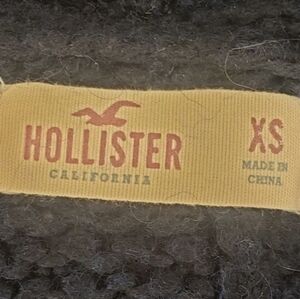 HOLLISTER
CALIFORNIA
XS
MADE IN
CHINA